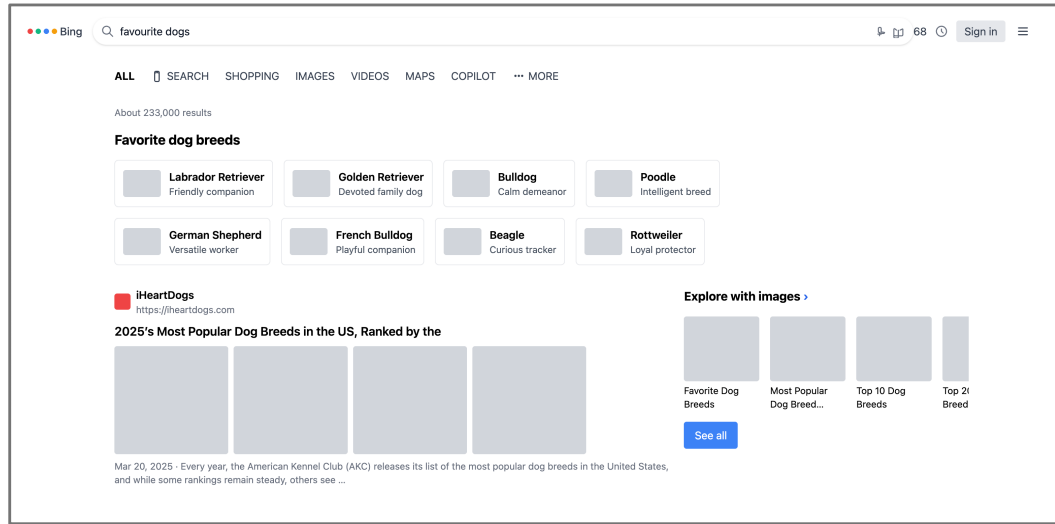 Bing favourite dogs 68 Sign in
ALL SEARCH SHOPPING IMAGES VIDEOS MAPS COPILOT ··· MORE
About 233,000 results
Favorite dog breeds
Labrador Retriever
Friendly companion
Golden Retriever
Devoted family dog
Bulldog
Calm demeanor
Poodle
Intelligent breed
German Shepherd
Versatile worker
French Bulldog
Playful companion
Beagle
Curious tracker
Rottweiler
Loyal protector
iHeartDogs
https://iheartdogs.com
2025’s Most Popular Dog Breeds in the US, Ranked by the
Mar 20, 2025 · Every year, the American Kennel Club (AKC) releases its list of the most popular dog breeds in the United States,
and while some rankings remain steady, others see ...
Explore with images ›
Favorite Dog
Breeds
Most Popular
Dog Breed...
Top 10 Dog
Breeds
Top
Breed
See all